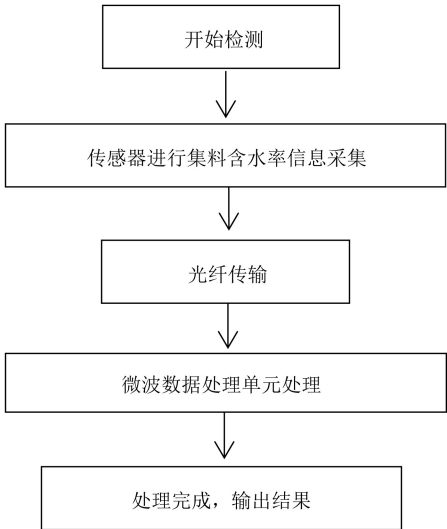 开始检测
传感器进行集料含水率信息采集
光纤传输
微波数据处理单元处理
处理完成，输出结果